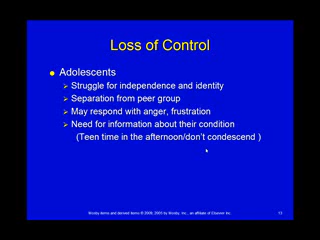 Loss of Control
Adolescents
Struggle for independence and identity
Separation from peer group
May respond with anger, frustration
Need for information about their condition
(Teen time in the afternoon/don't condescend )
Mosby items and derived items © 2009, 2005 by Mosby, Inc., an affiliate of Elsevier Inc.
13